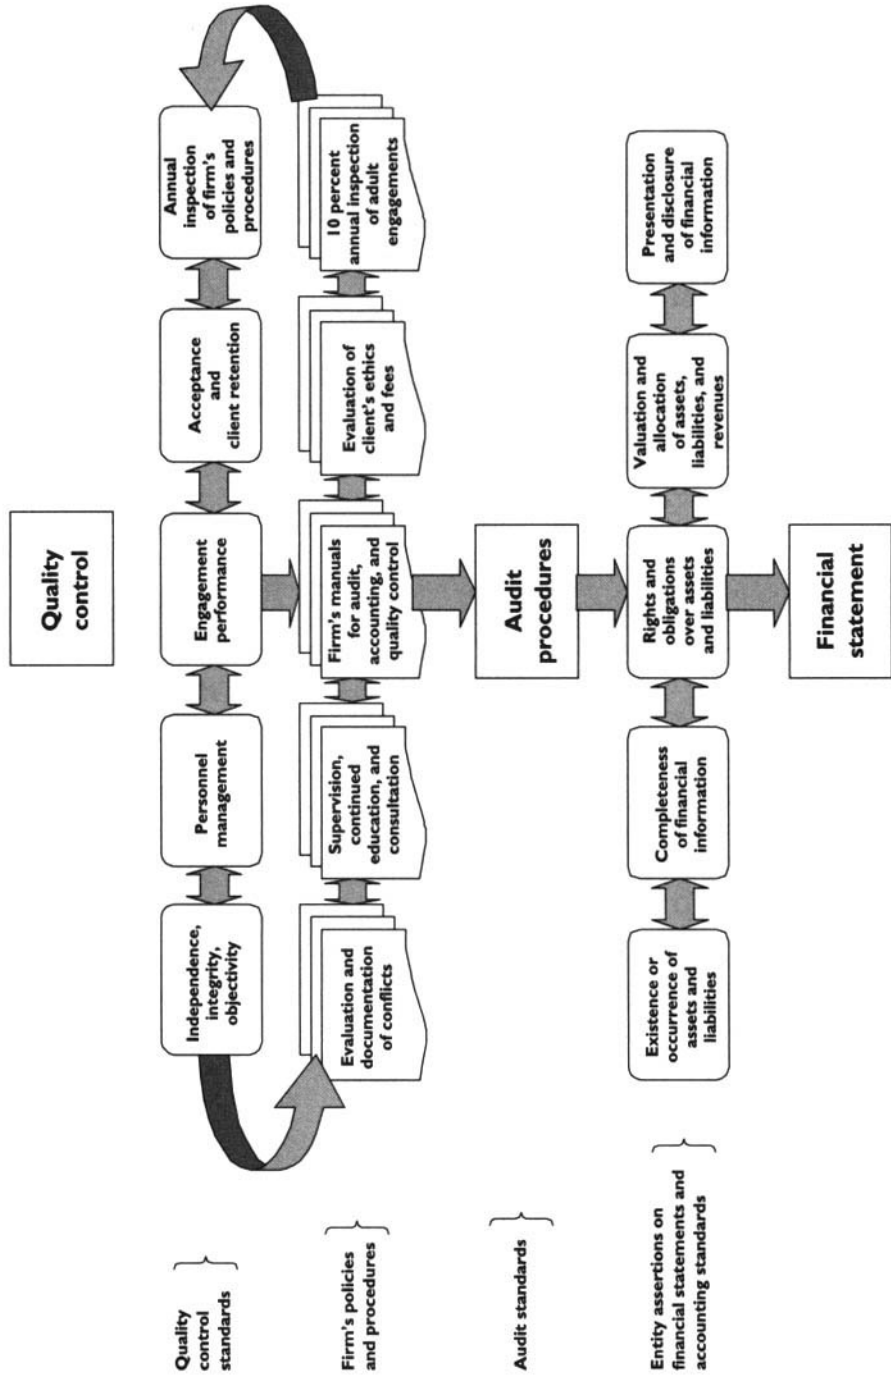 Quality
control
Quality
control
standards
Independence,
integrity,
objectivity
Personnel
management
Engagement
performance
Acceptance
and
client retention
Annual
inspection
of firm's
policies and
procedures
Firm's policies
and procedures
Evaluation and
documentation
of conflicts
Supervision,
continued
education, and
consultation
Firm's manuals
for audit,
accounting, and
quality control
Evaluation of
client's ethics
and fees
10 percent
annual inspection
of adult
engagements
Audit standards
Audit
procedures
Entity assertions on
financial statements and
accounting standards
Existence or
occurrence of
assets and
liabilities
Completeness
of financial
information
Rights and
obligations
over assets
and liabilities
Valuation and
allocation
of assets,
liabilities, and
revenues
Presentation
and disclosure
of financial
information
Financial
statement